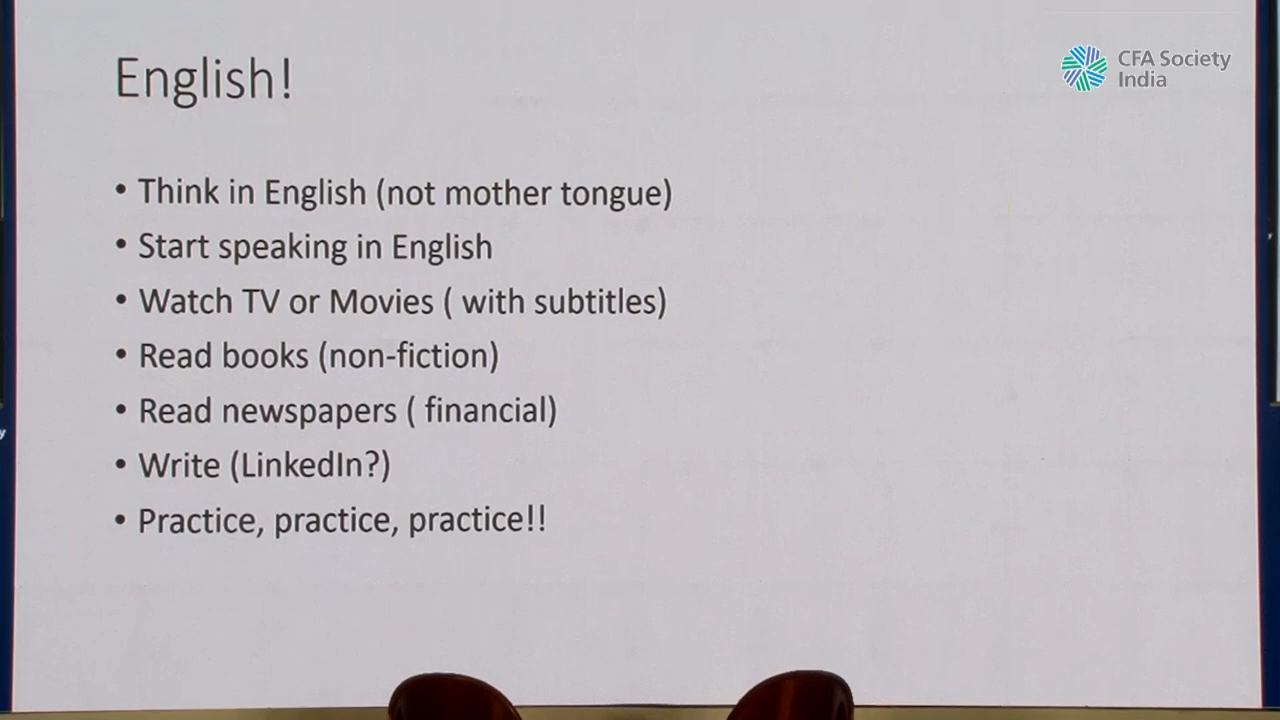 English!
CFA Society
India
• Think in English (not mother tongue)
• Start speaking in English
• Watch TV or Movies ( with subtitles)
• Read books (non-fiction)
• Read newspapers ( financial)
• Write (LinkedIn?)
• Practice, practice, practice!!